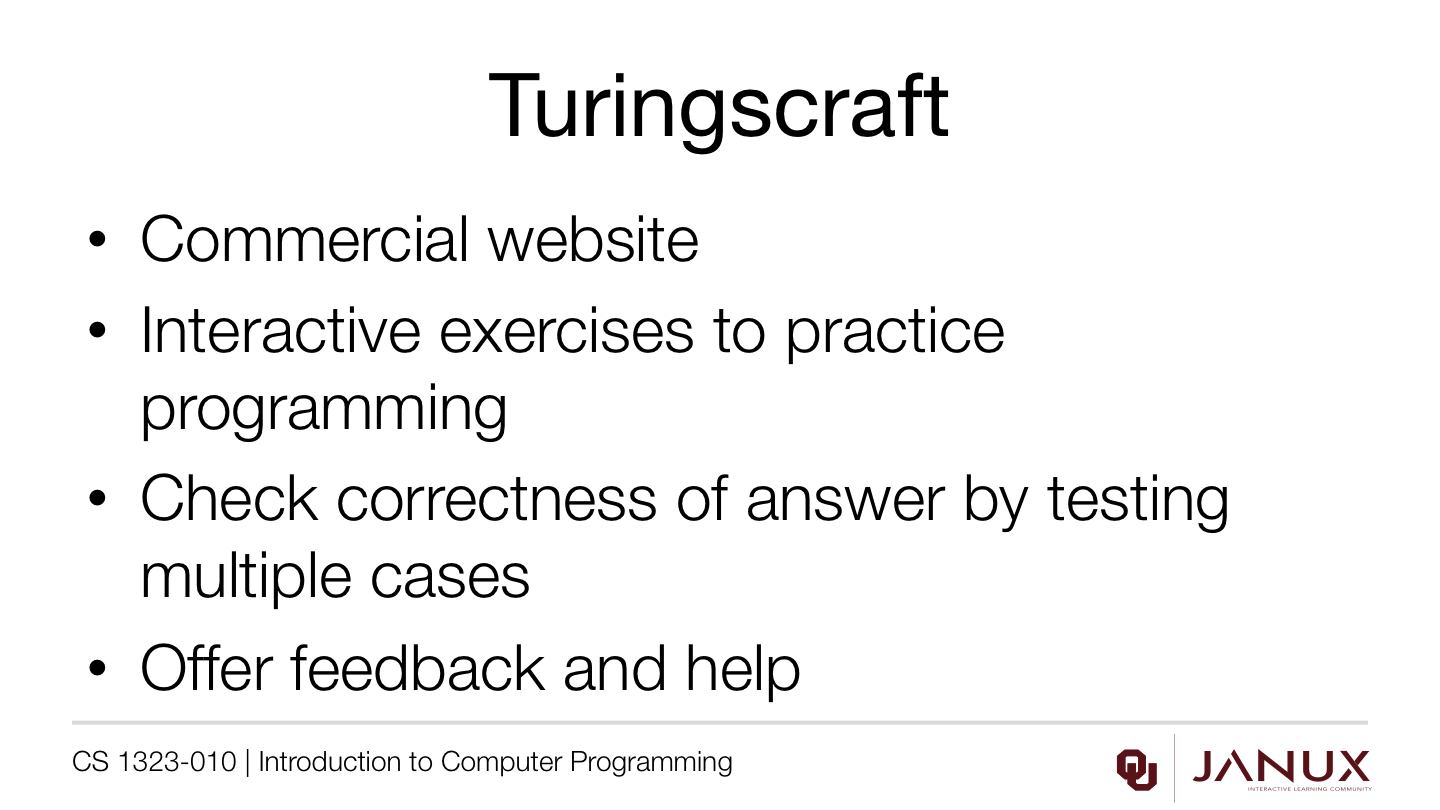 Turingscraft
• Commercial website
• Interactive exercises to practice
programming
• Check correctness of answer by testing
multiple cases
• Offer feedback and help
CS 1323-010 | Introduction to Computer Programming
OU
JANUX
INTERACTIVE LEARNING COMMUNITY